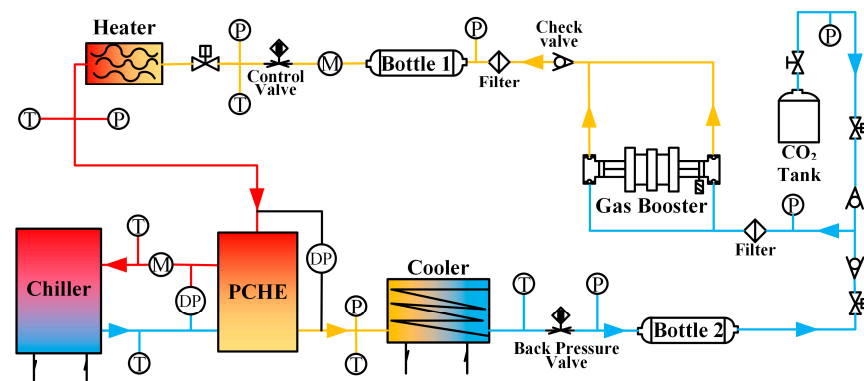 Heater
P
Control
Valve
T
M
Bottle 1
P
Filter
Check
valve
P
CO₂
Tank
T
P
Gas Booster
P
Filter
Chiller
T
M
DP
T
PCHE
DP
P
T
Cooler
T
P
Back Pressure
Valve
Bottle 2